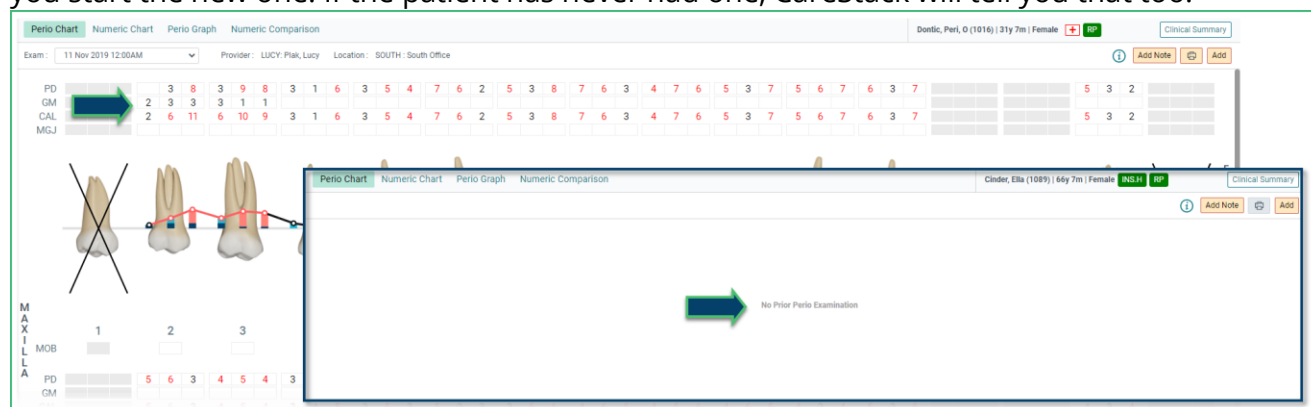 you start the new one. If the patient has never had one, CareStack will tell you that too.
Perio Chart Numeric Chart Perio Graph Numeric Comparison Dontic, Peri, O (1016) | 31y 7m | Female RP Clinical Summary
Exam : 11 Nov 2019 12:00AM Provider : LUCY: Plak, Lucy Location : SOUTH : South Office Add Note Add
PD 3 8 3 9 8 3 1 6 3 5 4 7 6 2 5 3 8 7 6 3 4 7 6 5 3 7 5 6 7 6 3 7 5 3 2
GM 2 3 3 3 1 1
CAL 2 6 11 6 10 9 3 1 6 3 5 4 7 6 2 5 3 8 7 6 3 4 7 6 5 3 7 5 6 7 6 3 7 5 3 2
MGJ
Perio Chart Numeric Chart Perio Graph Numeric Comparison Cinder, Ella (1089) | 66y 7m | Female INS.H RP Clinical Summary
Add Note Add
No Prior Perio Examination
MAXILLA
1 2 3
MOB
PD 5 6 3 4 5 4 3
GM